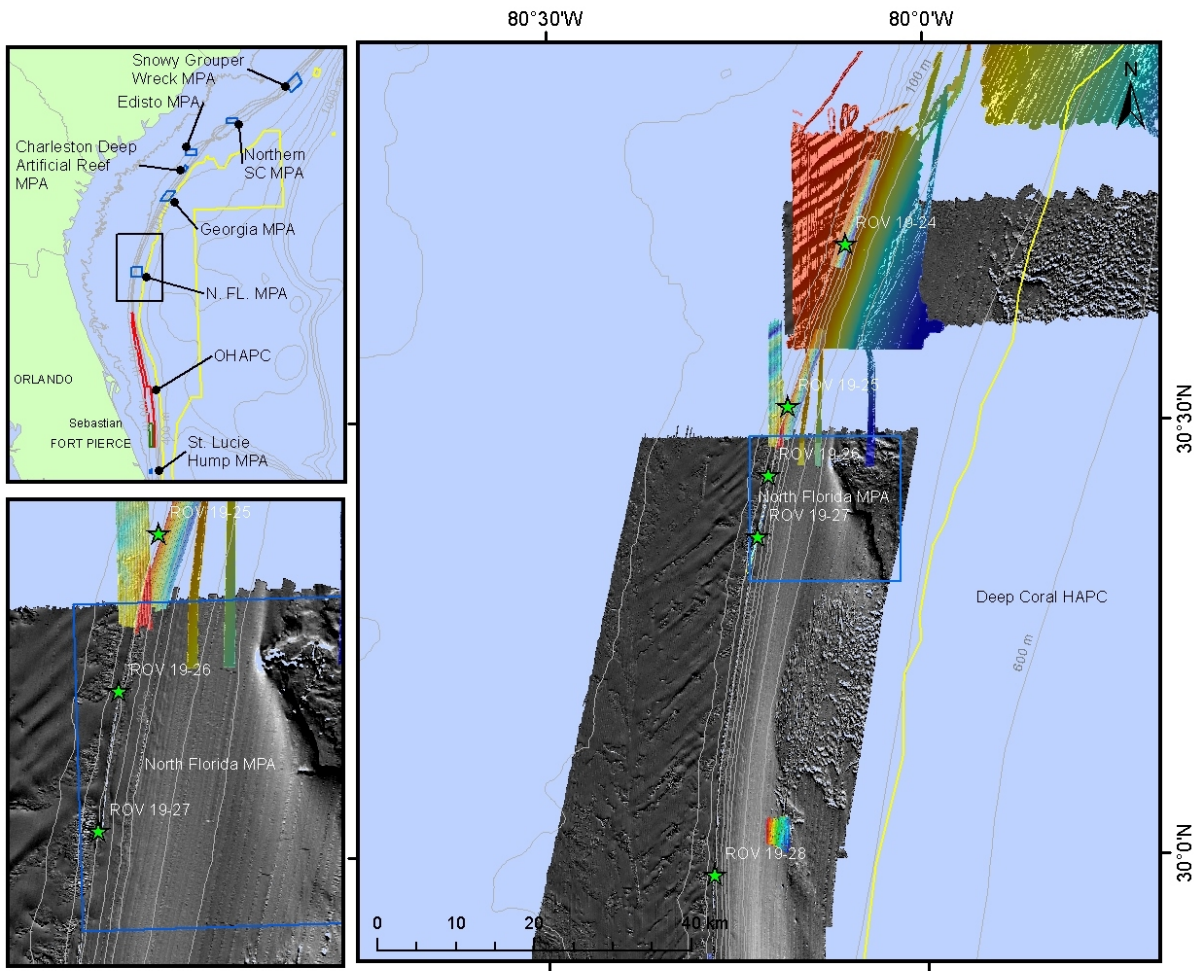 80°30'W
80°0'W
Snowy Grouper
Wreck MPA
Edisto MPA
Charleston Deep
Artificial Reef
MPA
Northern
SC MPA
Georgia MPA
N. FL. MPA
OHAPC
ORLANDO
Sebastian
FORT PIERCE
St. Lucie
Hump MPA
100 m
N
ROV 19-24
ROV 19-25
30°30'N
ROV 19-26
North Florida MPA
ROV 19-27
Deep Coral HAPC
600 m
30°0'N
ROV 19-28
0 10 20 40 km
ROV 19-25
ROV 19-26
North Florida MPA
ROV 19-27